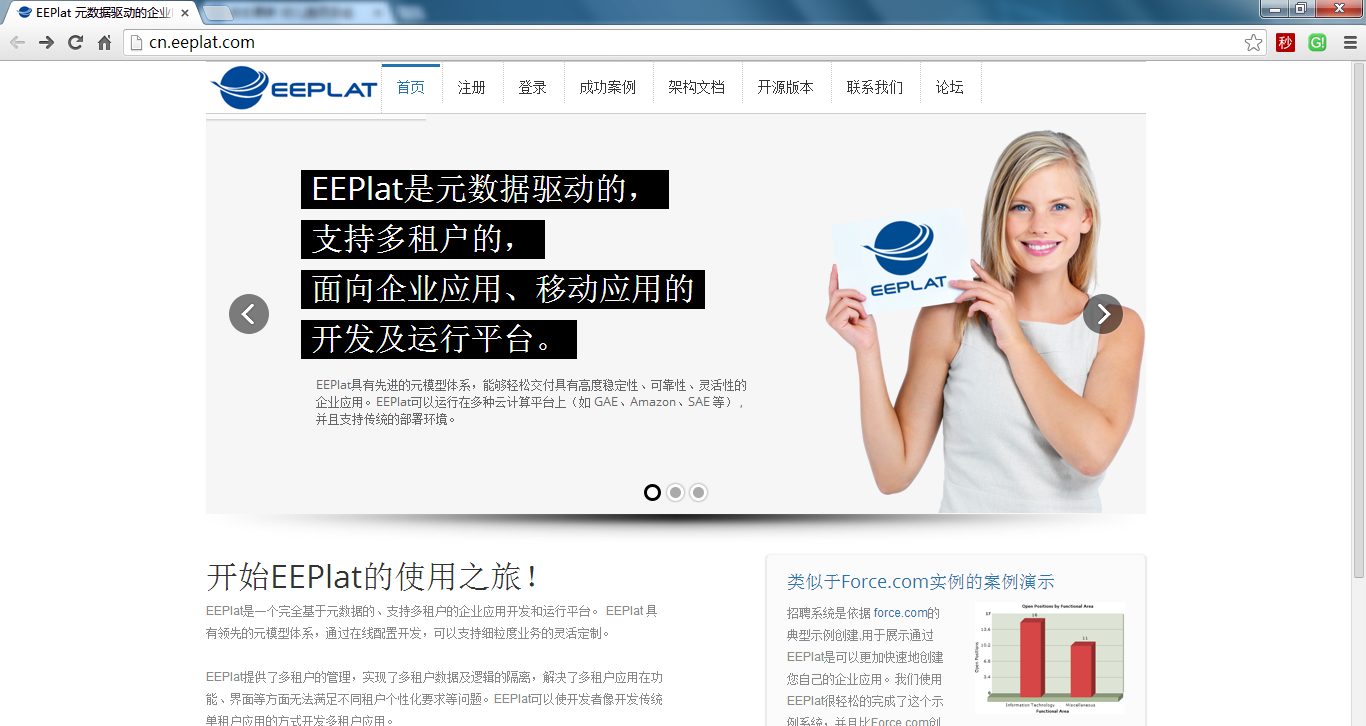 EEPlat 元数据驱动的企业
cn.eeplat.com
秒
G!
EEPLAT
首页 注册 登录 成功案例 架构文档 开源版本 联系我们 论坛
EEPlat是元数据驱动的，
支持多租户的，
面向企业应用、移动应用的
开发及运行平台。
EEPLAT
EEPlat具有先进的元模型体系，能够轻松交付具有高度稳定性、可靠性、灵活性的
企业应用。EEPlat可以运行在多种云计算平台上（如 GAE、Amazon、SAE 等），
并且支持传统的部署环境。
开始EEPlat的使用之旅！
EEPlat是一个完全基于元数据的、支持多租户的企业应用开发和运行平台。 EEPlat 具
有领先的元模型体系，通过在线配置开发，可以支持细粒度业务的灵活定制。
EEPlat提供了多租户的管理，实现了多租户数据及逻辑的隔离，解决了多租户应用在功
能、界面等方面无法满足不同租户个性化要求等问题。EEPlat可以使开发者像开发传统
单租户应用的方式开发多租户应用。
类似于Force.com实例的案例演示
招聘系统是依据 force.com的
典型示例创建,用于展示通过
EEPlat是可以更加快速地创建
您自己的企业应用。我们使用
EEPlat很轻松的完成了这个示
例系统，并且比Force.com创
Open Positions by Functional Area
Open Positions
17
13.6
10.2
6.8
3.4
0
16
11
Information Technology
Miscellaneous
Functional Area